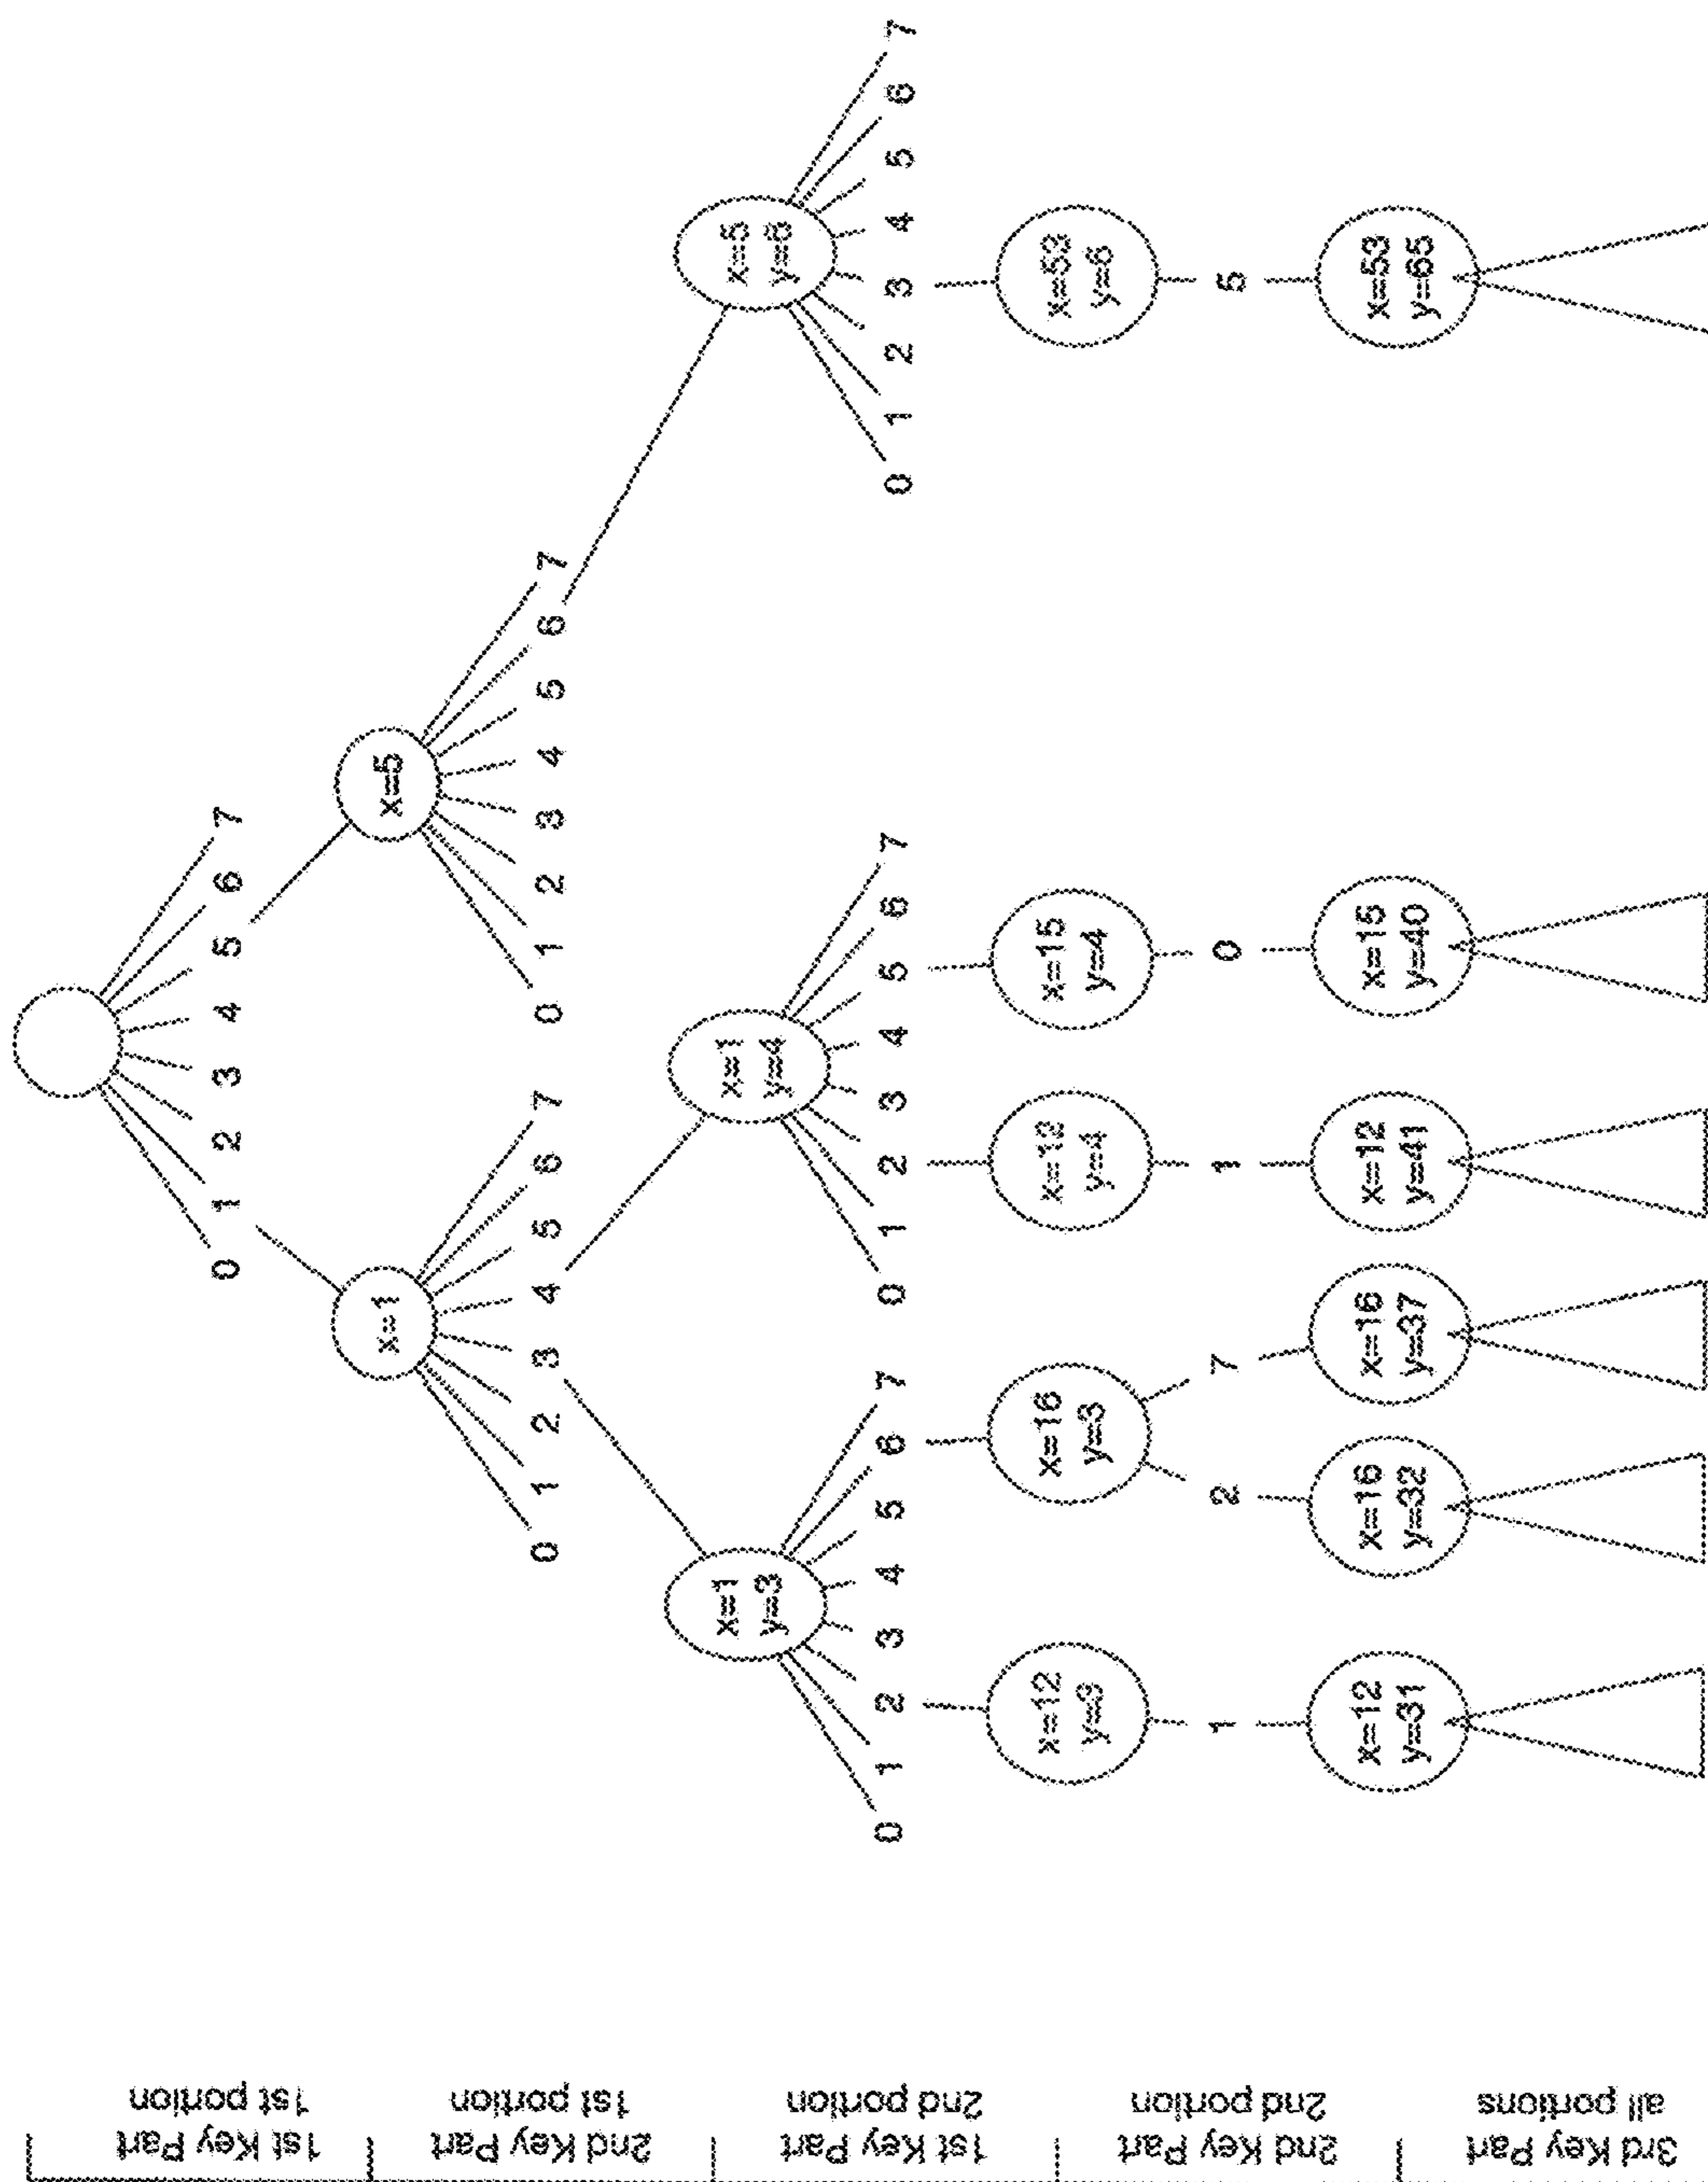 1st Key Part
1st portion
0 1 2 3 4 5 6 7
2nd Key Part
1st portion
x=1
x=5
0 1 2 3 4 5 6 7
0 1 2 3 4 5 6 7
1st Key Part
2nd portion
x=1
y=3
x=1
y=4
x=5
y=6
0 1 2 3 4 5 6 7
0 1 2 3 4 5 6 7
0 1 2 3 4 5 6 7
2nd Key Part
2nd portion
x=12
y=3
x=16
y=3
x=12
y=4
x=15
y=4
x=53
y=6
1
2
7
1
0
5
3rd Key Part
all portions
x=12
y=31
x=16
y=32
x=16
y=37
x=12
y=41
x=15
y=40
x=53
y=65